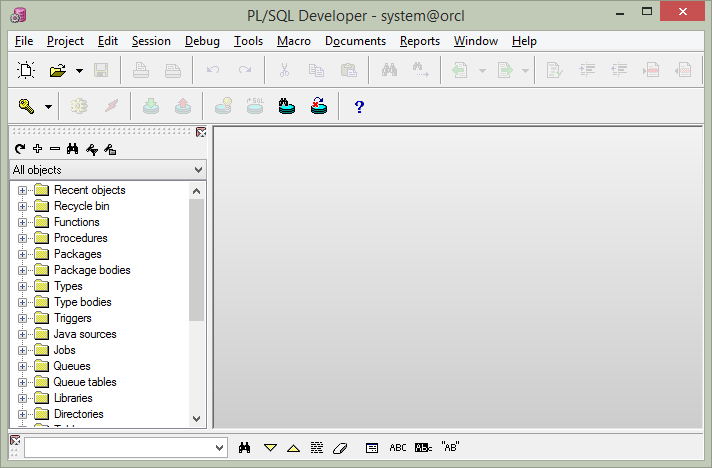 PL/SQL Developer - system@orcl
File Project Edit Session Debug Tools Macro Documents Reports Window Help
SQL
?
All objects
Recent objects
Recycle bin
Functions
Procedures
Packages
Package bodies
Types
Type bodies
Triggers
Java sources
Jobs
Queues
Queue tables
Libraries
Directories
ABC ABc "AB"